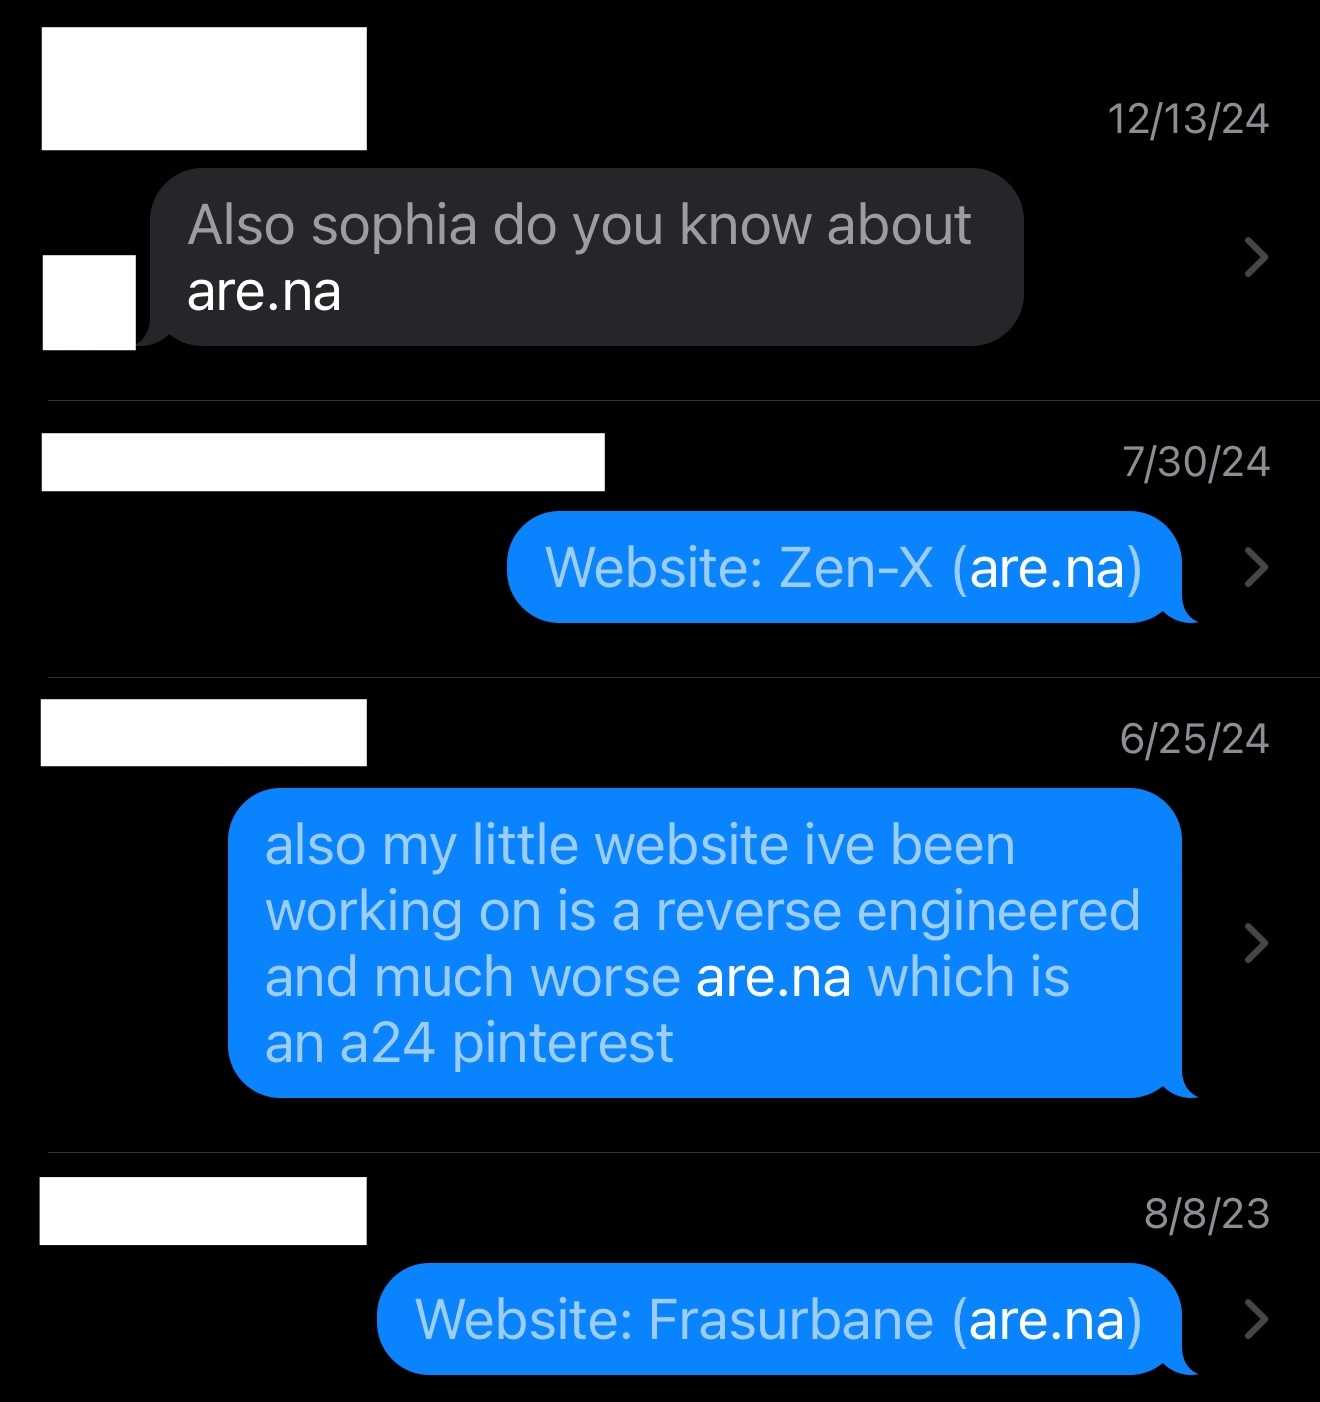 12/13/24
Also sophia do you know about
are.na
7/30/24
Website: Zen-X (are.na)
6/25/24
also my little website ive been
working on is a reverse engineered
and much worse are.na which is
an a24 pinterest
8/8/23
Website: Frasurbane (are.na)